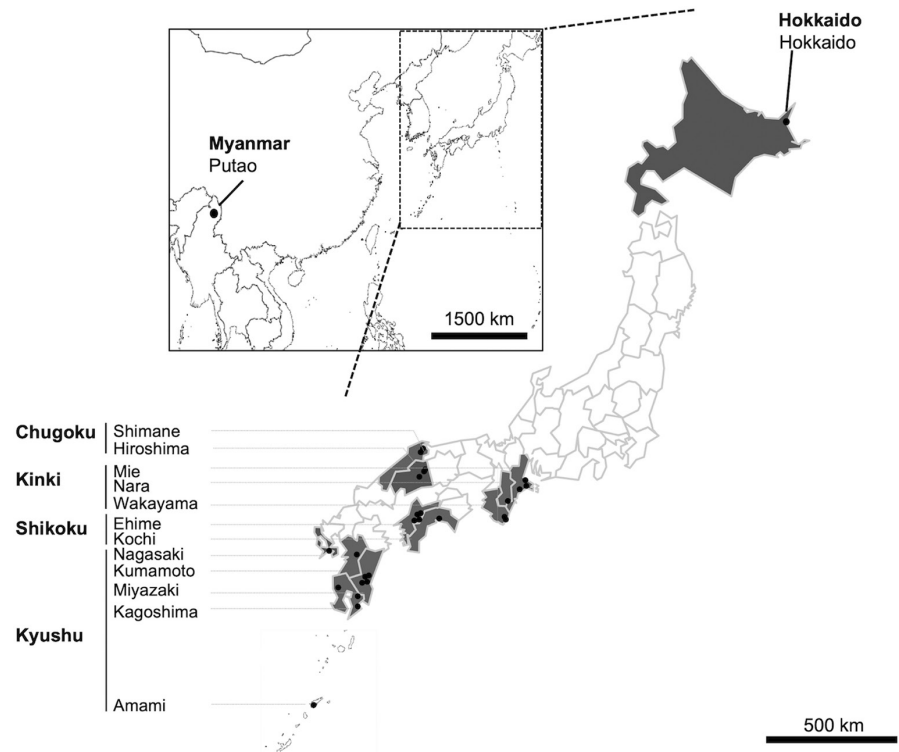 Hokkaido
Hokkaido
Myanmar
Putao
1500 km
Chugoku
Shimane
Hiroshima
Kinki
Mie
Nara
Wakayama
Shikoku
Ehime
Kochi
Kyushu
Nagasaki
Kumamoto
Miyazaki
Kagoshima
Amami
500 km